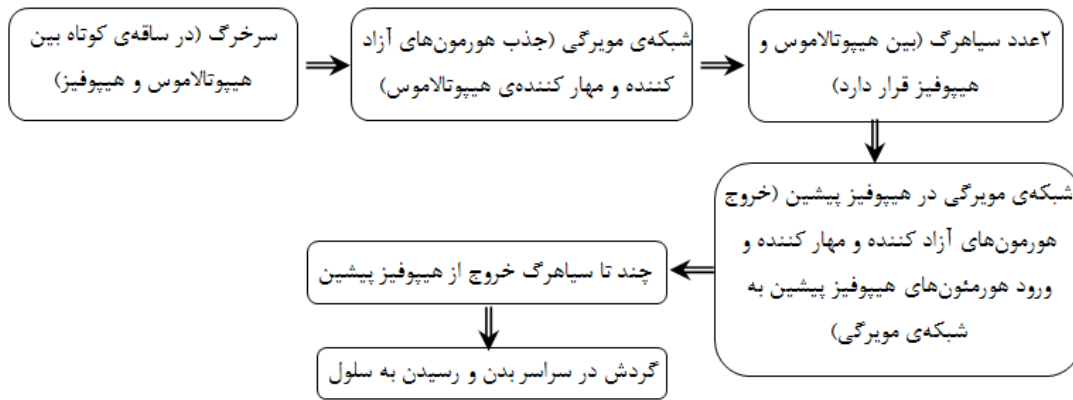 سرخرگ (در ساقه‌ی کوتاه بین
هیپوتالاموس و هیپوفیز)
شبکه‌ی مویرگی (جذب هورمون‌های آزاد
کننده و مهار کننده‌ی هیپوتالاموس)
۲عدد سیاهرگ (بین هیپوتالاموس و
هیپوفیز قرار دارد)
شبکه‌ی مویرگی در هیپوفیز پیشین (خروج
هورمون‌های آزاد کننده و مهار کننده و
ورود هورمئون‌های هیپوفیز پیشین به
شبکه‌ی مویرگی)
چند تا سیاهرگ خروج از هیپوفیز پیشین
گردش در سراسر بدن و رسیدن به سلول